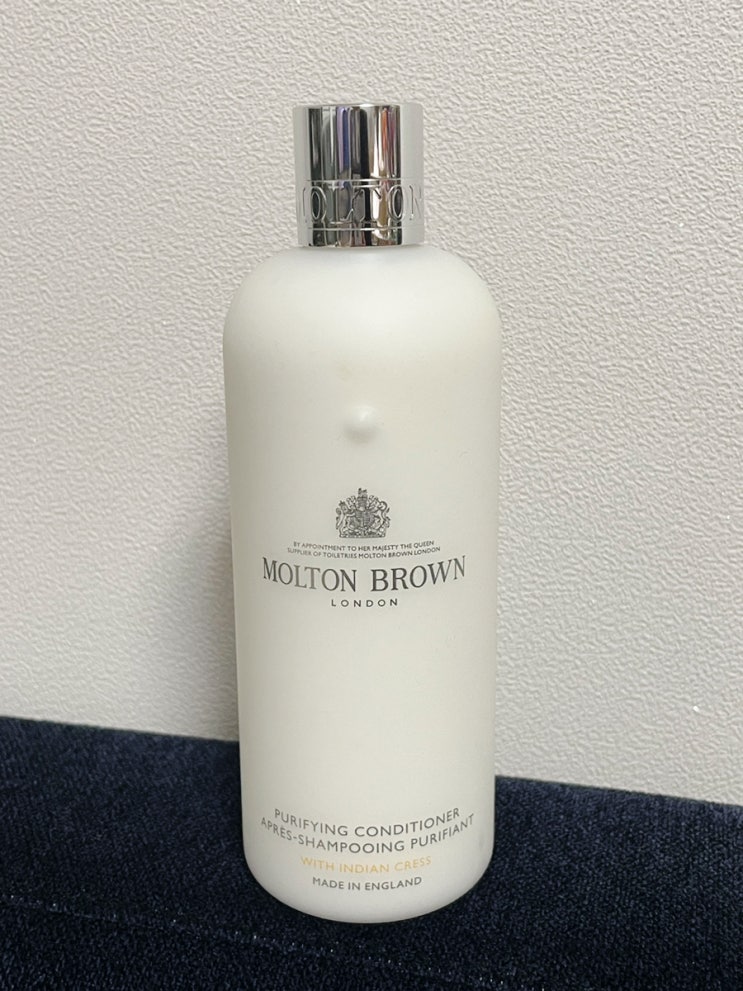 MOLTON
BY APPOINTMENT TO HER MAJESTY THE QUEEN
SUPPLIER OF TOILETRIES MOLTON BROWN LONDON
MOLTON BROWN
LONDON
PURIFYING CONDITIONER
APRÈS-SHAMPOOING PURIFIANT
WITH INDIAN CRESS
MADE IN ENGLAND